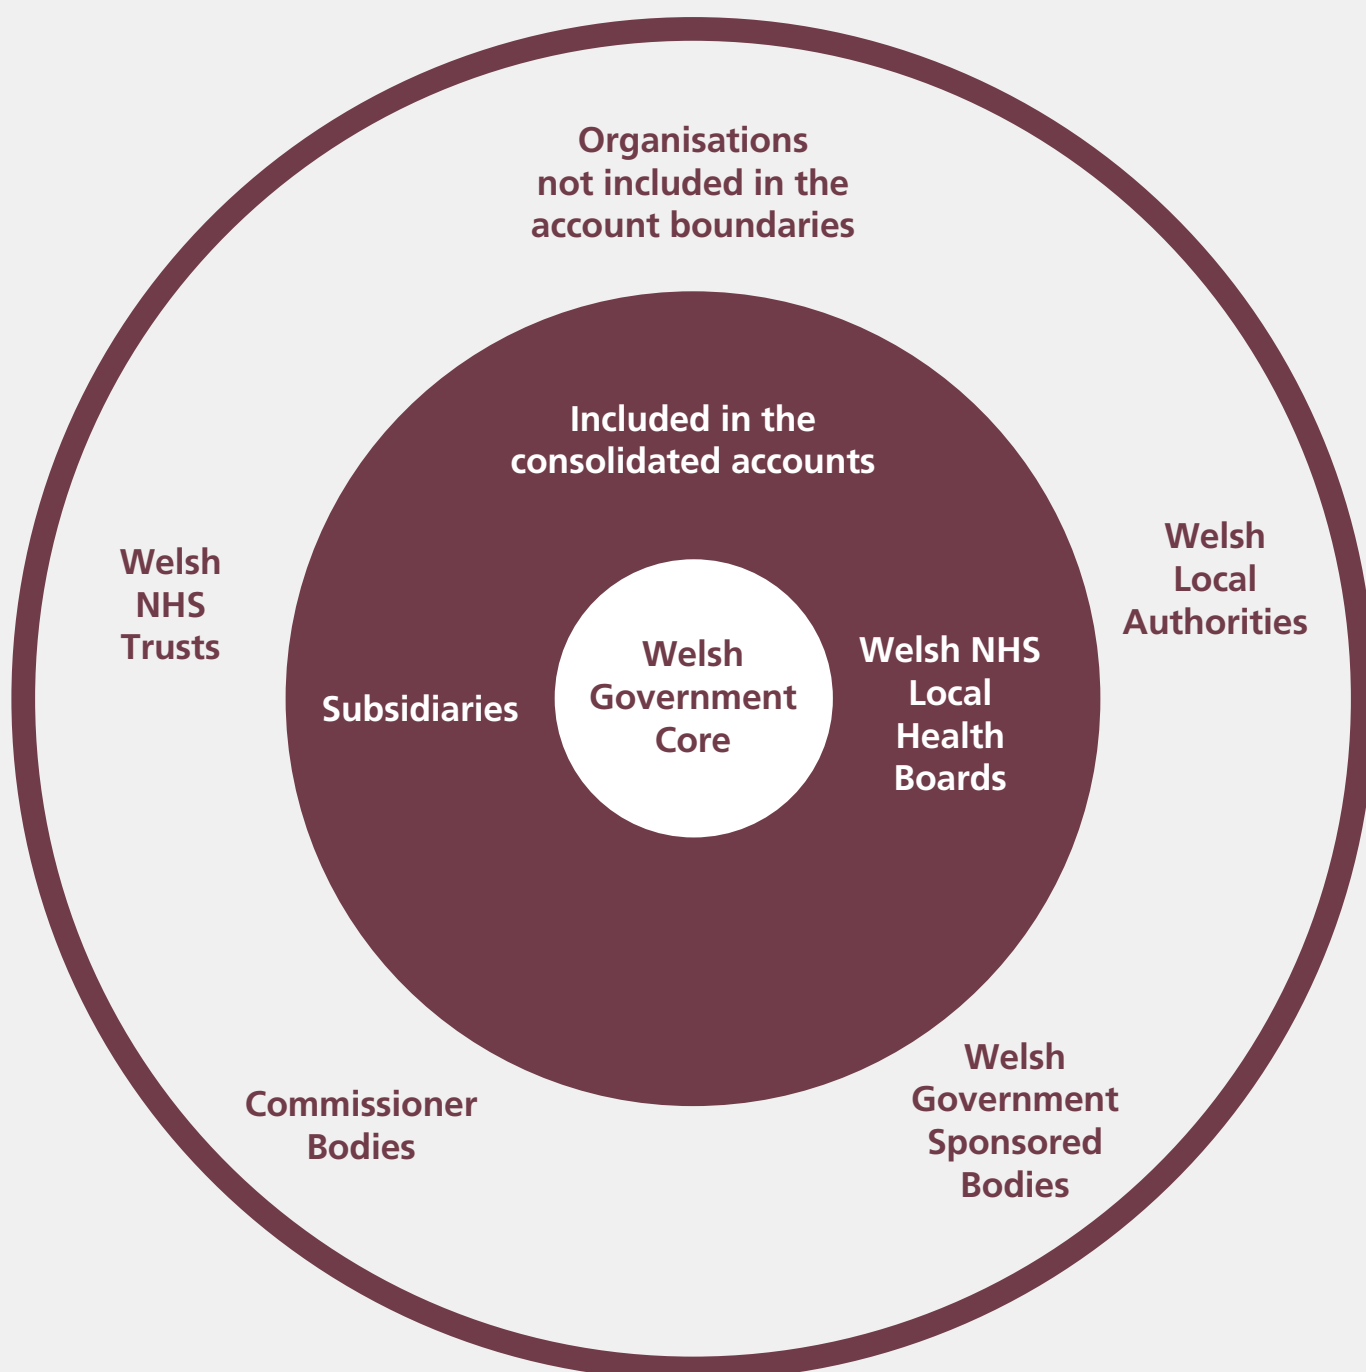 Organisations
not included in the
account boundaries
Included in the
consolidated accounts
Welsh
NHS
Trusts
Subsidiaries
Welsh
Government
Core
Welsh NHS
Local
Health
Boards
Welsh
Local
Authorities
Commissioner
Bodies
Welsh
Government
Sponsored
Bodies